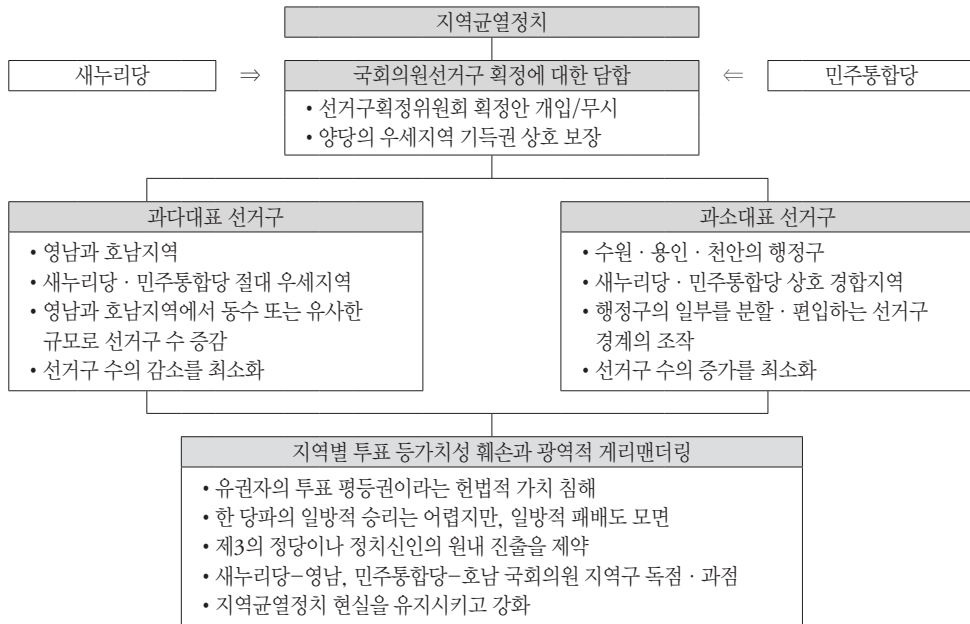 지역균열정치
새누리당 ⇒ 국회의원선거구 획정에 대한 담합 ⇐ 민주통합당
• 선거구획정위원회 획정안 개입/무시
• 양당의 우세지역 기득권 상호 보장
과다대표 선거구
• 영남과 호남지역
• 새누리당 · 민주통합당 절대 우세지역
• 영남과 호남지역에서 동수 또는 유사한
규모로 선거구 수 증감
• 선거구 수의 감소를 최소화
과소대표 선거구
• 수원 · 용인 · 천안의 행정구
• 새누리당 · 민주통합당 상호 경합지역
• 행정구의 일부를 분할 · 편입하는 선거구
경계의 조작
• 선거구 수의 증가를 최소화
지역별 투표 등가치성 훼손과 광역적 게리맨더링
• 유권자의 투표 평등권이라는 헌법적 가치 침해
• 한 당파의 일방적 승리는 어렵지만, 일방적 패배도 모면
• 제3의 정당이나 정치신인의 원내 진출을 제약
• 새누리당–영남, 민주통합당–호남 국회의원 지역구 독점 · 과점
• 지역균열정치 현실을 유지시키고 강화